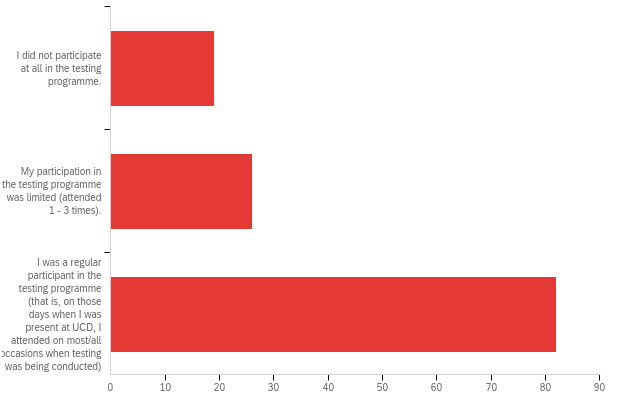 I did not participate
at all in the testing
programme.
My participation in
the testing programme
was limited (attended
1 - 3 times).
I was a regular
participant in the
testing programme
(that is, on those
days when I was
present at UCD, I
attended on most/all
occasions when testing
was being conducted)
0 10 20 30 40 50 60 70 80 90